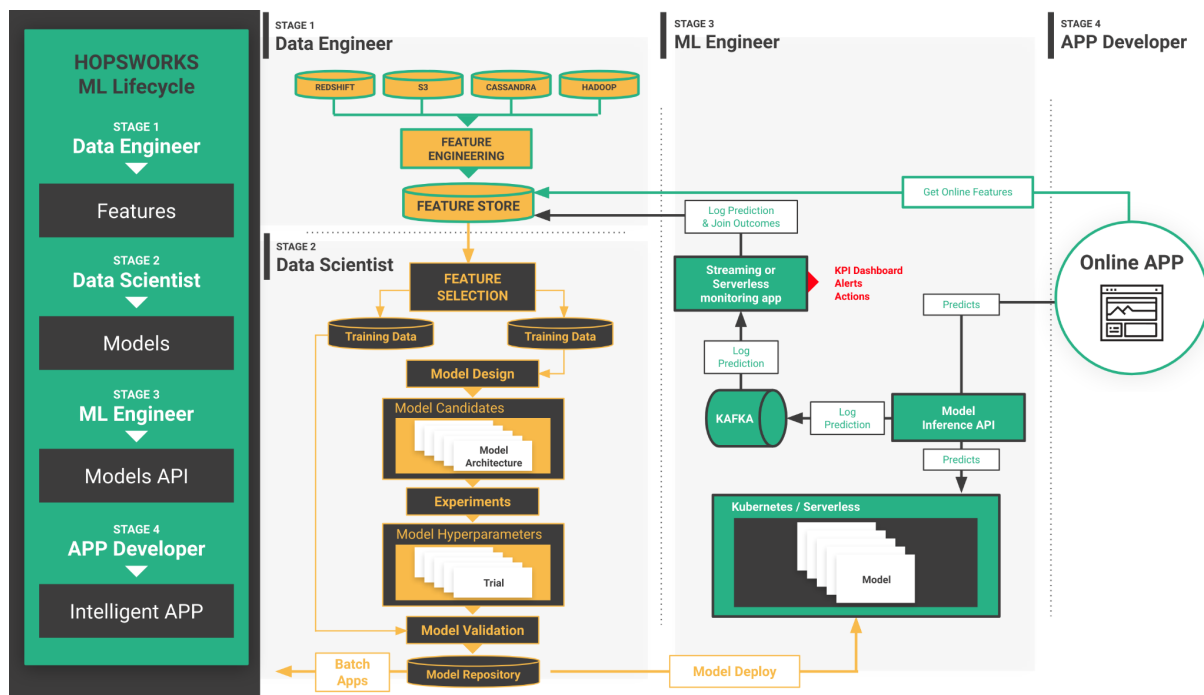 HOPSWORKS
ML Lifecycle
STAGE 1
Data Engineer
Features
STAGE 2
Data Scientist
Models
STAGE 3
ML Engineer
Models API
STAGE 4
APP Developer
Intelligent APP
STAGE 1
Data Engineer
REDSHIFT
S3
CASSANDRA
HADOOP
FEATURE
ENGINEERING
FEATURE STORE
STAGE 2
Data Scientist
FEATURE
SELECTION
Training Data
Training Data
Model Design
Model Candidates
Model
Architecture
Experiments
Model Hyperparameters
Trial
Model Validation
Model Repository
Batch
Apps
Model Deploy
STAGE 3
ML Engineer
Get Online Features
Log Prediction
& Join Outcomes
Streaming or
Serverless
monitoring app
KPI Dashboard
Alerts
Actions
Log
Prediction
KAFKA
Log
Prediction
Model
Inference API
Predicts
Predicts
Kubernetes / Serverless
Model
STAGE 4
APP Developer
Online APP